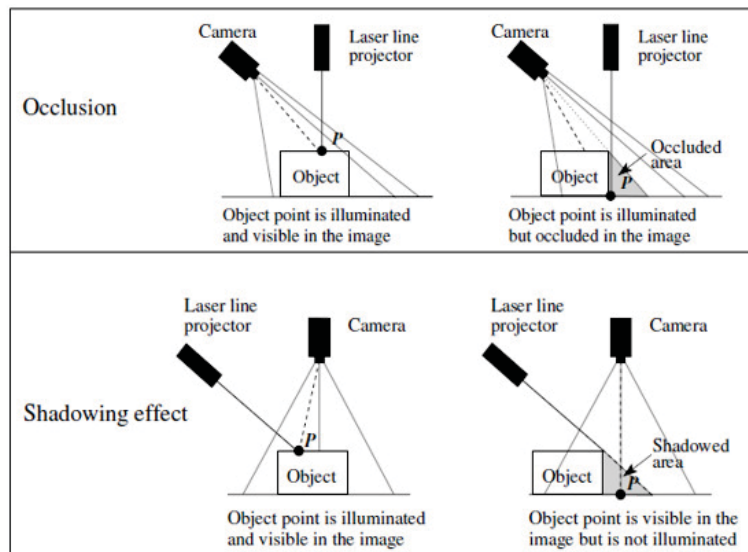 Occlusion
Camera
Laser line
projector
P
Object
Object point is illuminated
and visible in the image
Camera
Laser line
projector
Occluded
area
P
Object
Object point is illuminated
but occluded in the image
Shadowing effect
Laser line
projector
Camera
P
Object
Object point is illuminated
and visible in the image
Laser line
projector
Camera
Shadowed
area
P
Object
Object point is visible in the
image but is not illuminated